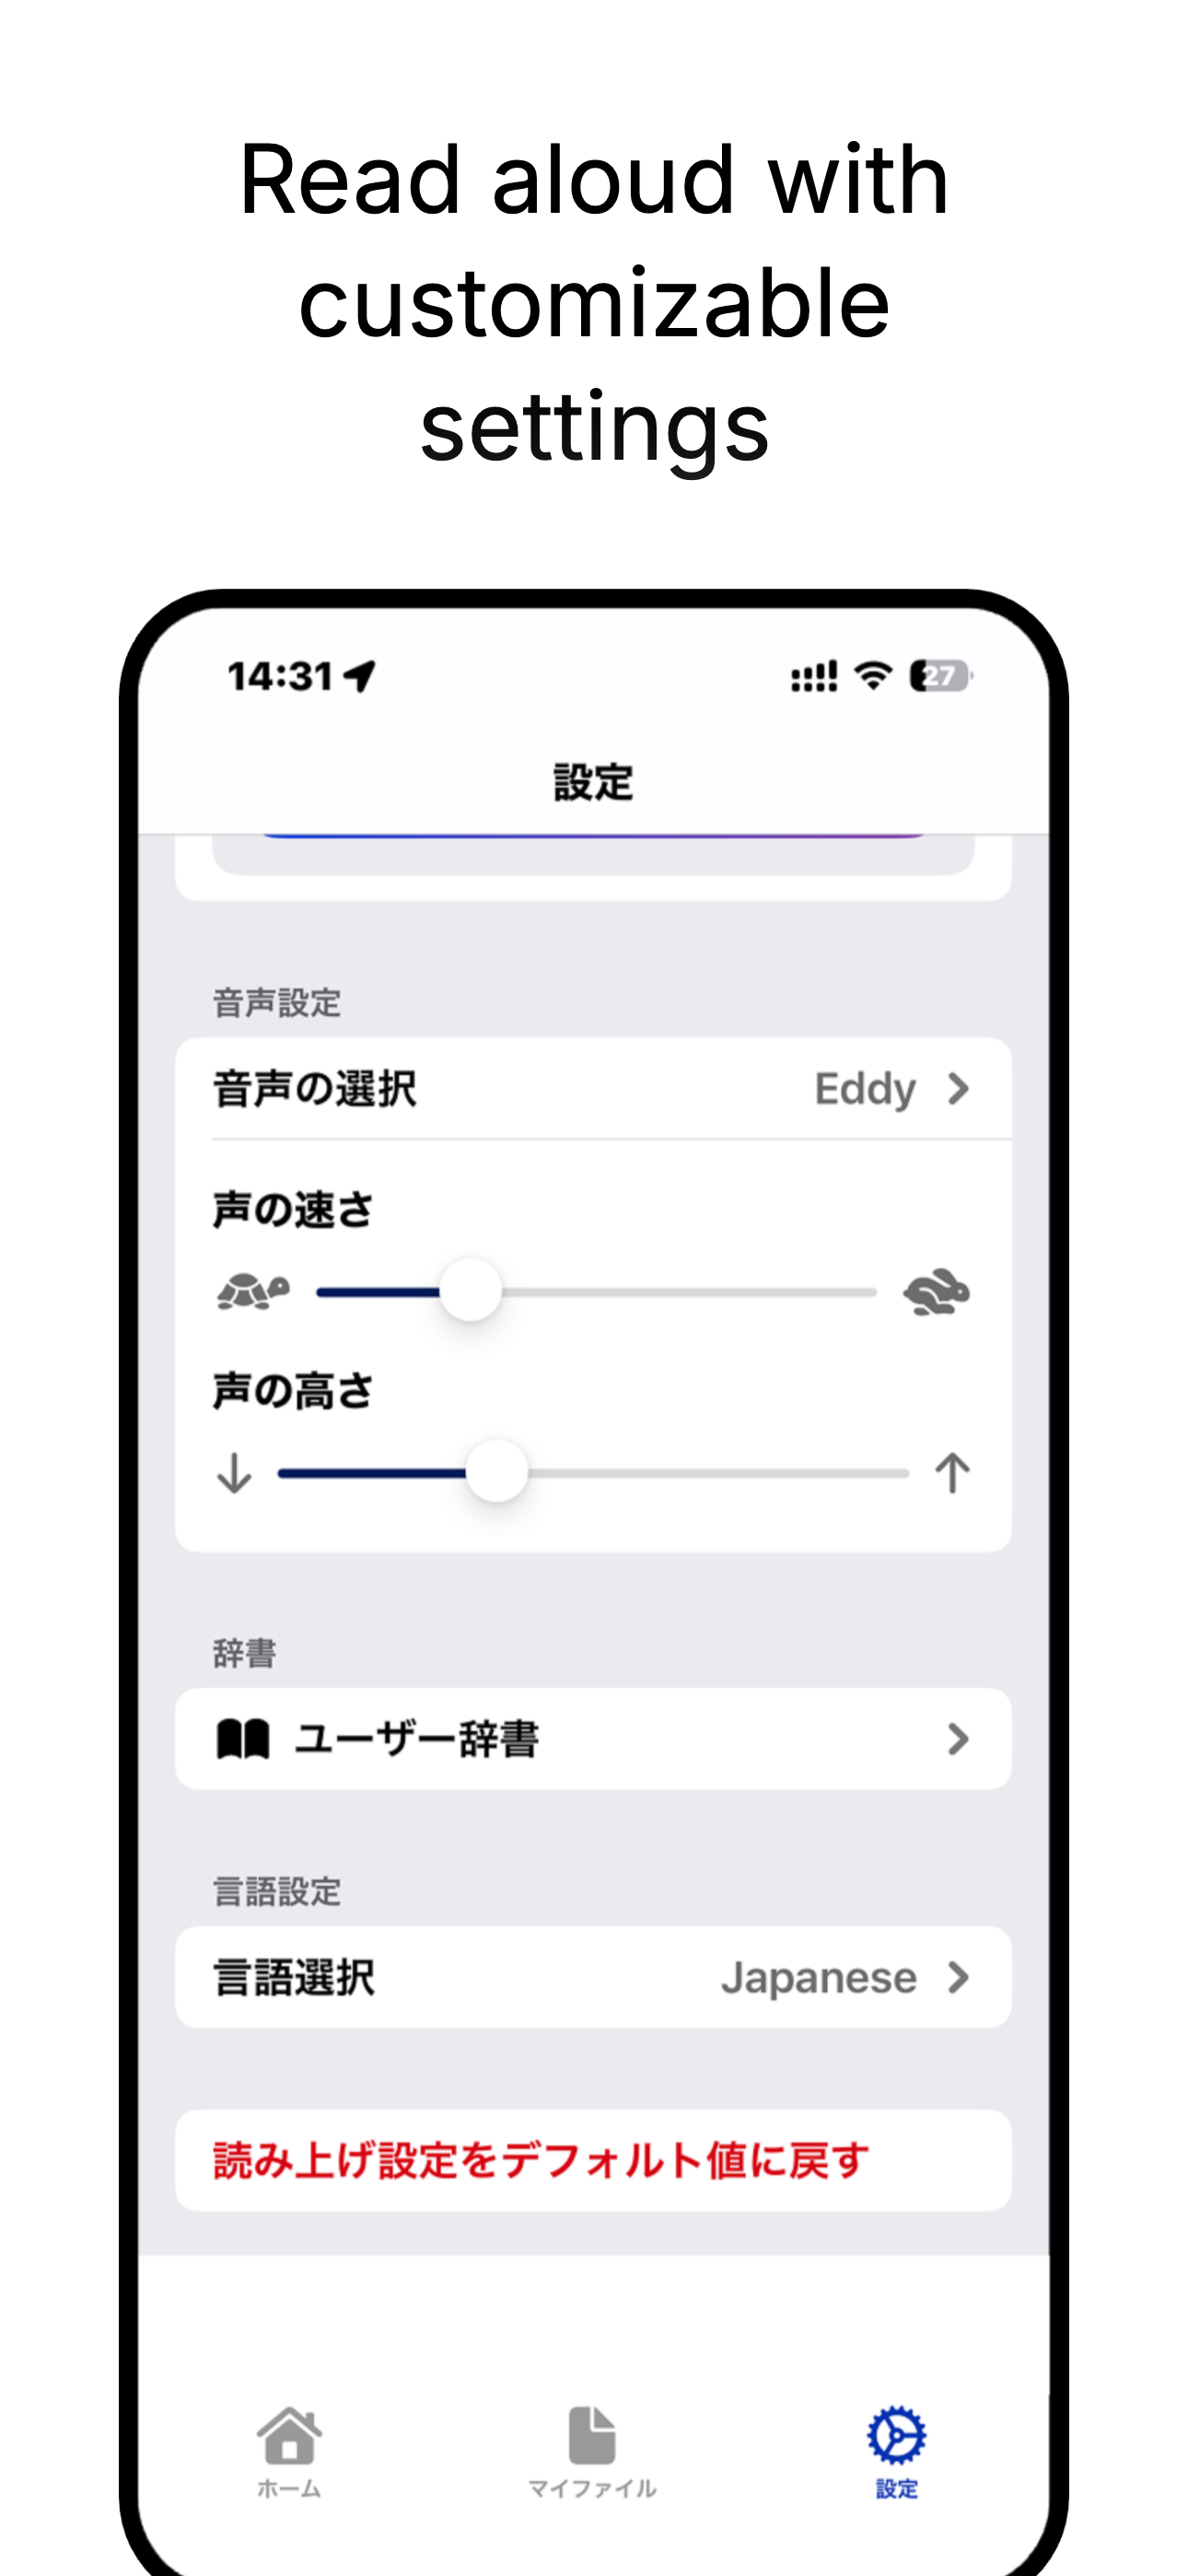 Read aloud with
customizable
settings
14:31
27
設定
音声設定
音声の選択 Eddy
声の速さ
声の高さ
辞書
ユーザー辞書
言語設定
言語選択 Japanese
読み上げ設定をデフォルト値に戻す
ホーム マイファイル 設定